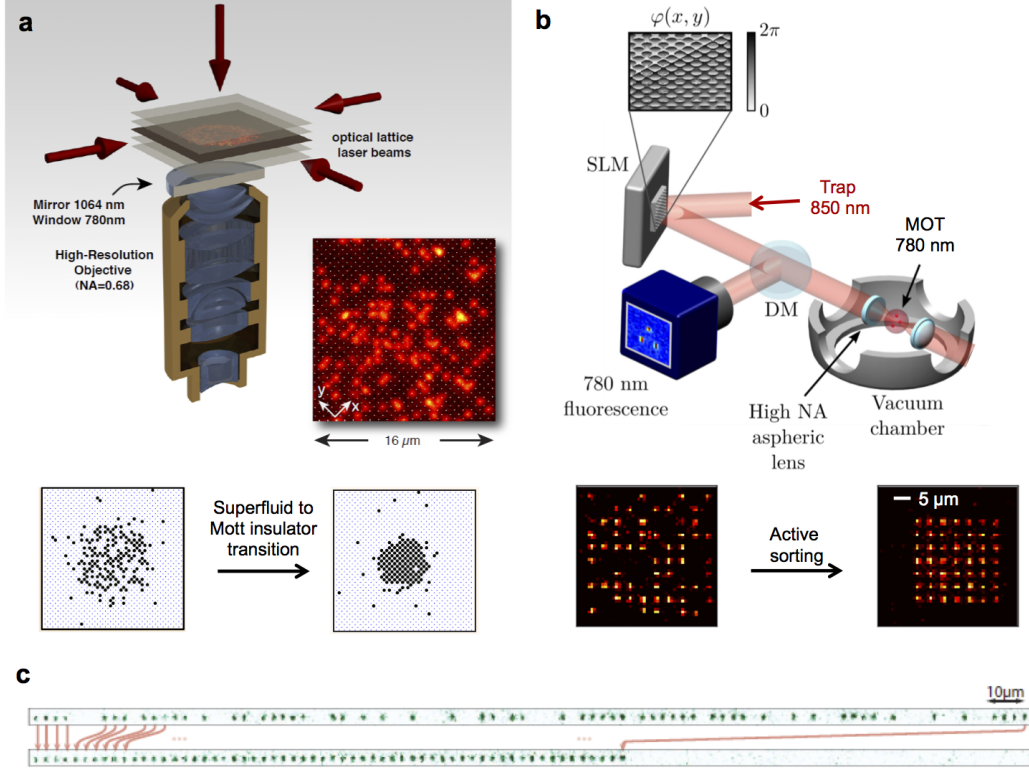 a
optical lattice
laser beams
Mirror 1064 nm
Window 780nm
High-Resolution
Objective
(NA=0.68)
y
x
16 µm
Superfluid to
Mott insulator
transition
b
φ(x, y)
2π
0
SLM
Trap
850 nm
MOT
780 nm
DM
780 nm
fluorescence
High NA
aspheric
lens
Vacuum
chamber
5 µm
Active
sorting
c
10µm